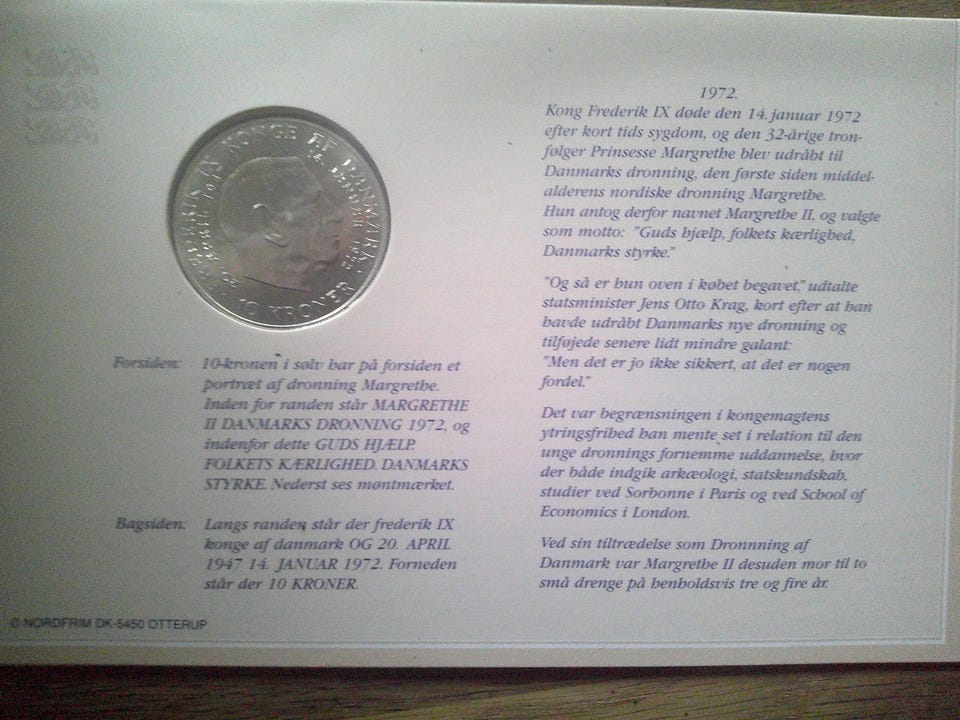 FREDERIK IX KONGE AF DANMARK
20. APRIL 1947
14. JANUAR 1972
10 KRONER
Forsiden: 10-kronen i sølv har på forsiden et
portræt af dronning Margrethe.
Inden for randen står MARGRETHE
II DANMARKS DRONNING 1972, og
indenfor dette GUDS HJÆLP.
FOLKETS KÆRLIGHED. DANMARKS
STYRKE. Nederst ses møntmærket.
Bagsiden: Langs randen står der frederik IX
konge af danmark OG 20. APRIL
1947 14. JANUAR 1972. Forneden
står der 10 KRONER.
© NORDFRIM DK-5450 OTTERUP
1972.
Kong Frederik IX døde den 14. januar 1972
efter kort tids sygdom, og den 32-årige tron-
følger Prinsesse Margrethe blev udråbt til
Danmarks dronning, den første siden middel-
alderens nordiske dronning Margrethe.
Hun antog derfor navnet Margrethe II, og valgte
som motto: "Guds hjælp, folkets kærlighed,
Danmarks styrke."
"Og så er hun oven i købet begavet," udtalte
statsminister Jens Otto Krag, kort efter at han
havde udråbt Danmarks nye dronning og
tilføjede senere lidt mindre galant:
"Men det er jo ikke sikkert, at det er nogen
fordel."
Det var begrænsningen i kongemagtens
ytringsfrihed han mente set i relation til den
unge dronnings fornemme uddannelse, hvor
der både indgik arkæologi, statskundskab,
studier ved Sorbonne i Paris og ved School of
Economics i London.
Ved sin tiltrædelse som Dronnning af
Danmark var Margrethe II desuden mor til to
små drenge på henholdsvis tre og fire år.